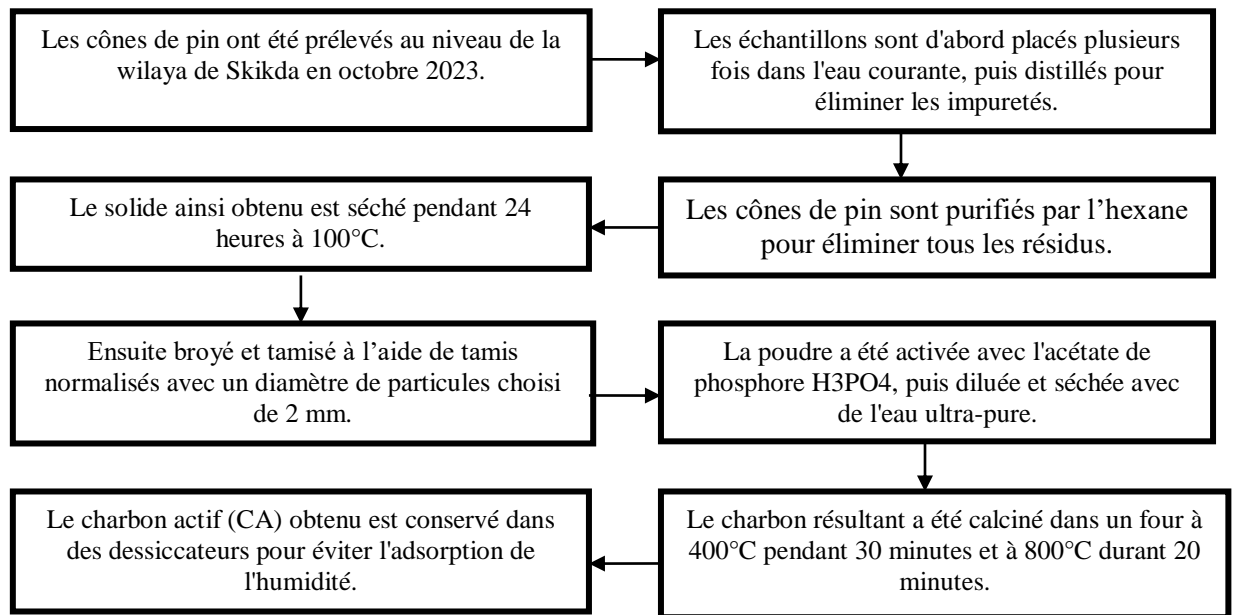 Les cônes de pin ont été prélevés au niveau de la
wilaya de Skikda en octobre 2023.
Les échantillons sont d'abord placés plusieurs
fois dans l'eau courante, puis distillés pour
éliminer les impuretés.
Les cônes de pin sont purifiés par l’hexane
pour éliminer tous les résidus.
Le solide ainsi obtenu est séché pendant 24
heures à 100°C.
Ensuite broyé et tamisé à l’aide de tamis
normalisés avec un diamètre de particules choisi
de 2 mm.
La poudre a été activée avec l'acétate de
phosphore H3PO4, puis diluée et séchée avec
de l'eau ultra-pure.
Le charbon résultant a été calciné dans un four à
400°C pendant 30 minutes et à 800°C durant 20
minutes.
Le charbon actif (CA) obtenu est conservé dans
des dessiccateurs pour éviter l'adsorption de
l'humidité.